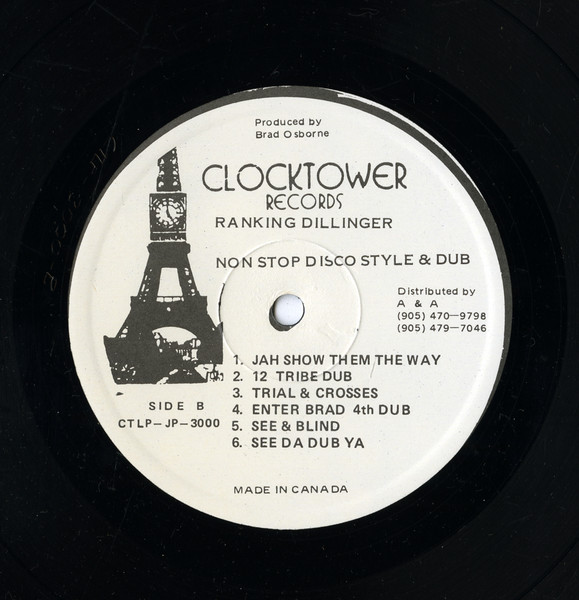 Produced by
Brad Osborne
CLOCKTOWER
RECORDS
RANKING DILLINGER
NON STOP DISCO STYLE & DUB
Distributed by
A & A
(905) 470-9798
(905) 479-7046
1. JAH SHOW THEM THE WAY
2. 12 TRIBE DUB
3. TRIAL & CROSSES
4. ENTER BRAD 4th DUB
5. SEE & BLIND
6. SEE DA DUB YA
SIDE B
CTLP-JP-3000
MADE IN CANADA